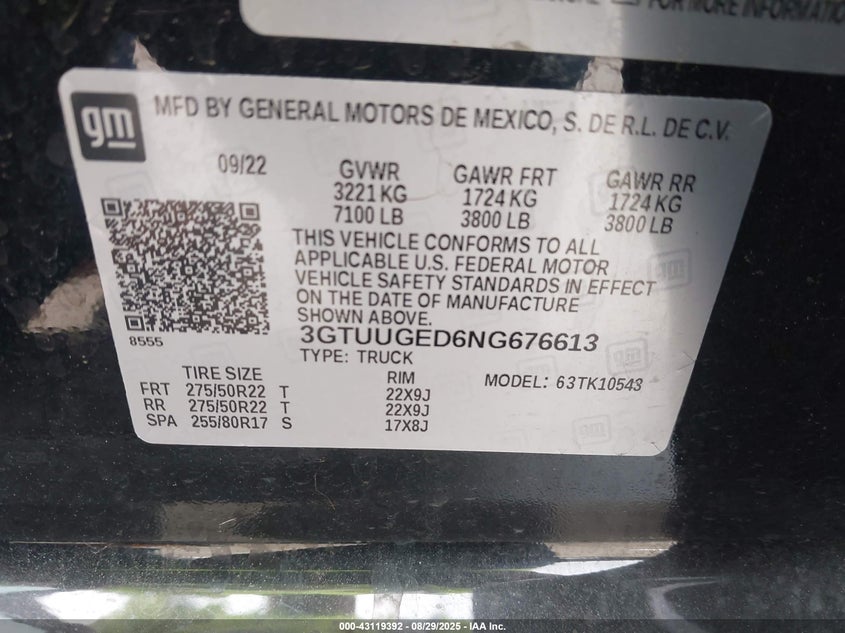 FOR MORE INFORMATIO
gm
MFD BY GENERAL MOTORS DE MEXICO, S. DE R.L. DE C.V.
09/22
GVWR
3221 KG
7100 LB
GAWR FRT
1724 KG
3800 LB
GAWR RR
1724 KG
3800 LB
THIS VEHICLE CONFORMS TO ALL
APPLICABLE U.S. FEDERAL MOTOR
VEHICLE SAFETY STANDARDS IN EFFECT
ON THE DATE OF MANUFACTURE
SHOWN ABOVE.
8555
3GTUUGED6NG676613
TYPE: TRUCK
TIRE SIZE
RIM
MODEL: 63TK10543
FRT 275/50R22 T 22X9J
RR 275/50R22 T 22X9J
SPA 255/80R17 S 17X8J
000-43119392 - 08/29/2025 - IAA Inc.